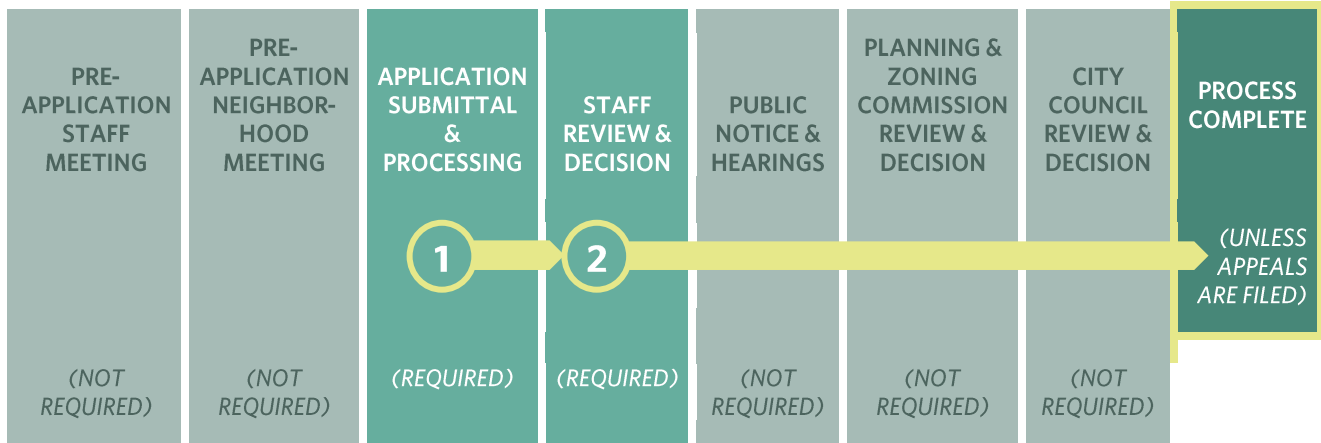 PRE-
APPLICATION
STAFF
MEETING
(NOT
REQUIRED)
PRE-
APPLICATION
NEIGHBOR-
HOOD
MEETING
(NOT
REQUIRED)
APPLICATION
SUBMITTAL
&
PROCESSING
1
(REQUIRED)
STAFF
REVIEW &
DECISION
2
(REQUIRED)
PUBLIC
NOTICE &
HEARINGS
(NOT
REQUIRED)
PLANNING &
ZONING
COMMISSION
REVIEW &
DECISION
(NOT
REQUIRED)
CITY
COUNCIL
REVIEW &
DECISION
(NOT
REQUIRED)
PROCESS
COMPLETE
(UNLESS
APPEALS
ARE FILED)